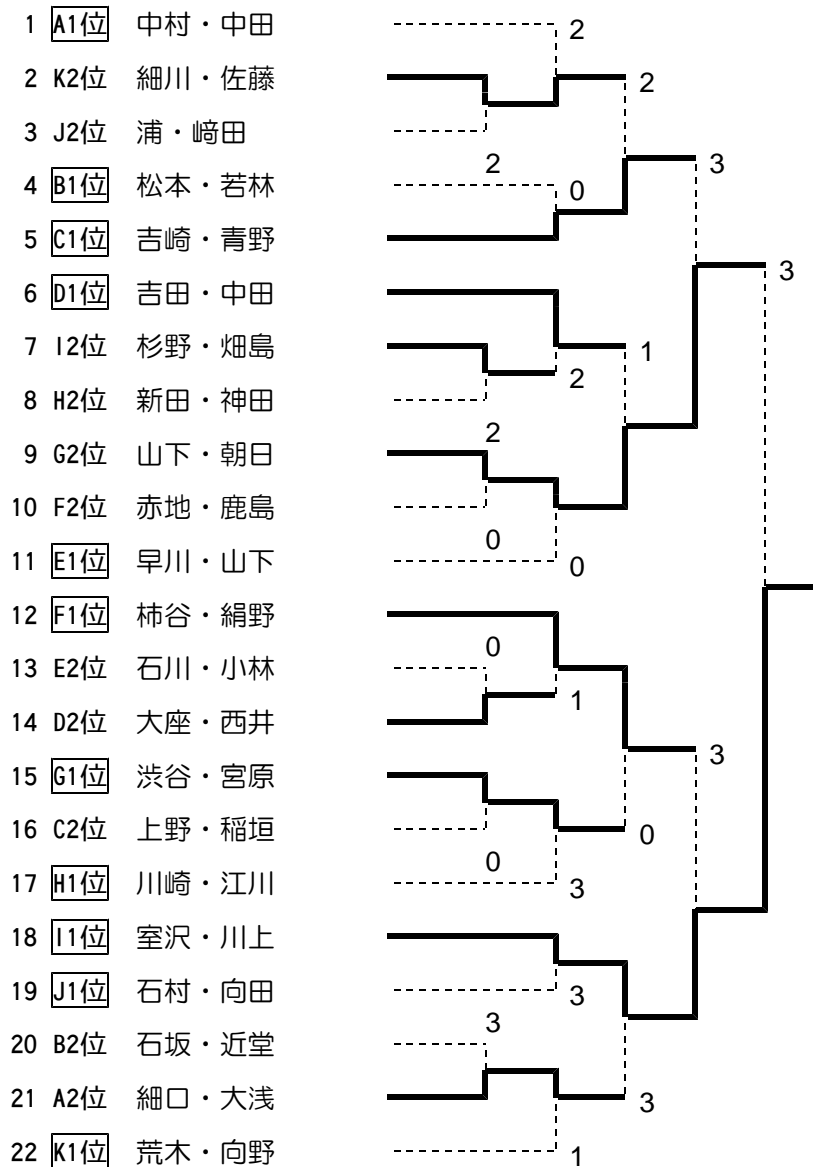 1 A1位 中村・中田 2
2 K2位 細川・佐藤 2
3 J2位 浦・﨑田 3
2
4 B1位 松本・若林 0
5 C1位 吉崎・青野 3
6 D1位 吉田・中田
7 I2位 杉野・畑島 1
2
8 H2位 新田・神田
2
9 G2位 山下・朝日
10 F2位 赤地・鹿島
0
11 E1位 早川・山下 0
12 F1位 柿谷・絹野
0
13 E2位 石川・小林
1
14 D2位 大座・西井
3
15 G1位 渋谷・宮原
16 C2位 上野・稲垣 0
0
17 H1位 川崎・江川 3
18 I1位 室沢・川上
19 J1位 石村・向田 3
3
20 B2位 石坂・近堂
21 A2位 細口・大浅 3
22 K1位 荒木・向野 1